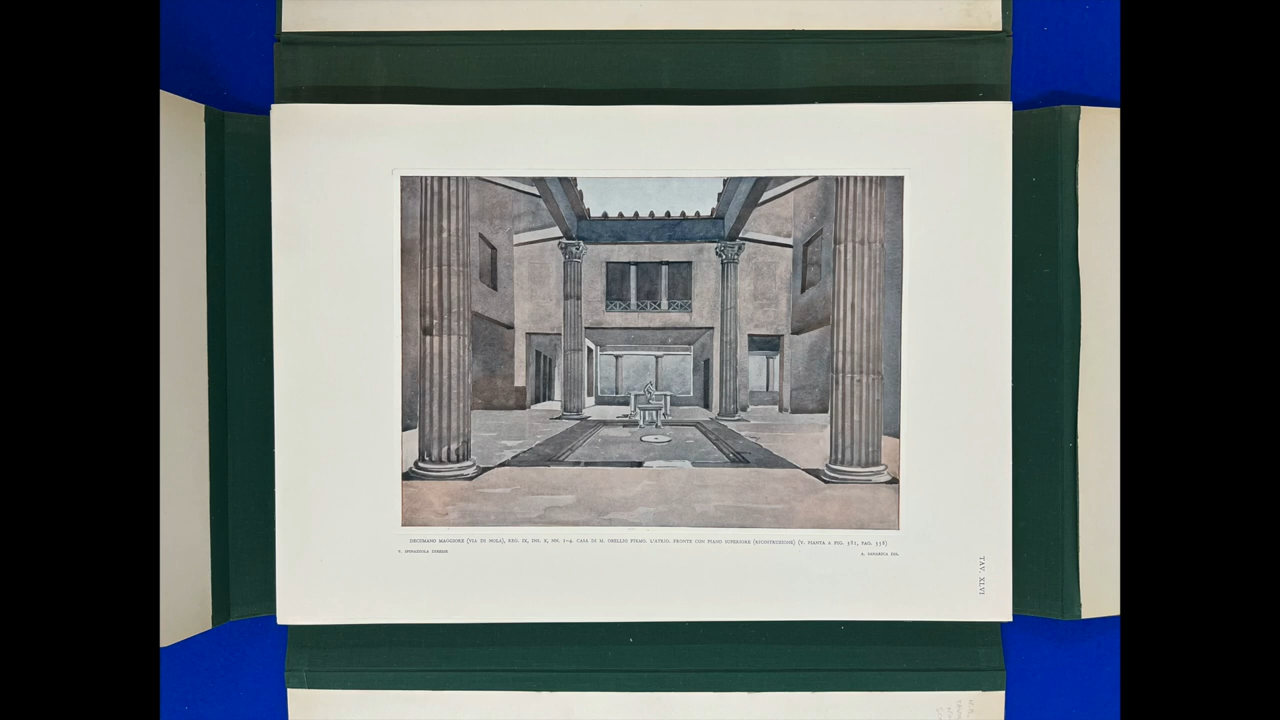 DECUMANO MAGGIORE (VIA DI NOLA), REG. IX, INS. X, NN. 1-4. CASA DI M. OBELLIO FIRMO. L'ATRIO. FRONTE CON PIANO SUPERIORE (RICOSTRUZIONE) (V. PIANTA A FIG. 381, PAG. 338)
V. SPINAZZOLA DIRESSE
A. SANARICA DIS.
TAV. XLVI